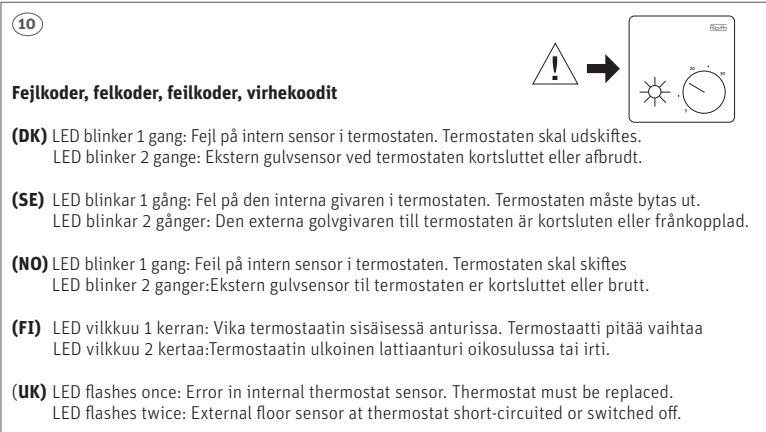 10
Roth
20
30
5
Fejlkoder, felkoder, feilkoder, virhekoodit
(DK) LED blinker 1 gang: Fejl på intern sensor i termostaten. Termostaten skal udskiftes.
LED blinker 2 gange: Ekstern gulvsensor ved termostaten kortsluttet eller afbrudt.
(SE) LED blinkar 1 gång: Fel på den interna givaren i termostaten. Termostaten måste bytas ut.
LED blinkar 2 gånger: Den externa golvgivaren till termostaten är kortsluten eller frånkopplad.
(NO) LED blinker 1 gang: Feil på intern sensor i termostaten. Termostaten skal skiftes
LED blinker 2 ganger:Ekstern gulvsensor til termostaten er kortsluttet eller brutt.
(FI) LED vilkkuu 1 kerran: Vika termostaatin sisäisessä anturissa. Termostaatti pitää vaihtaa
LED vilkkuu 2 kertaa:Termostaatin ulkoinen lattiaanturi oikosulussa tai irti.
(UK) LED flashes once: Error in internal thermostat sensor. Thermostat must be replaced.
LED flashes twice: External floor sensor at thermostat short-circuited or switched off.